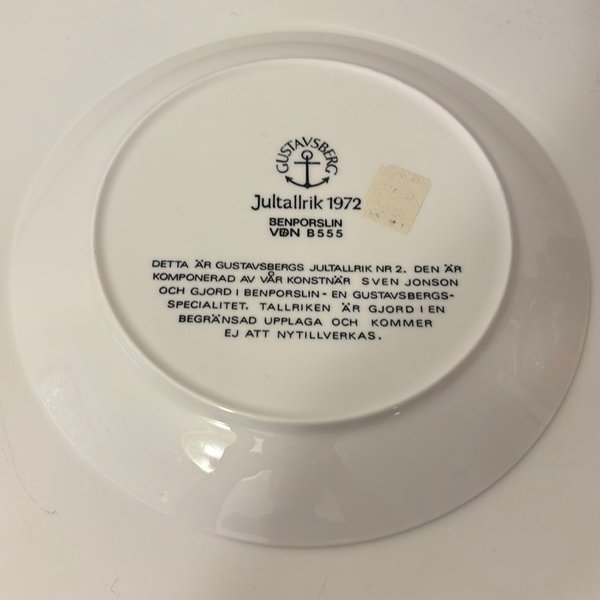 GUSTAVSBERG
Jultallrik 1972
BENPORSLIN
VDN B555
DETTA ÄR GUSTAVSBERGS JULTALLRIK NR 2. DEN ÄR
KOMPONERAD AV VÅR KONSTNÄR SVEN JONSON
OCH GJORD I BENPORSLIN - EN GUSTAVSBERGS-
SPECIALITET. TALLRIKEN ÄR GJORD I EN
BEGRÄNSAD UPPLAGA OCH KOMMER
EJ ATT NYTILLVERKAS.